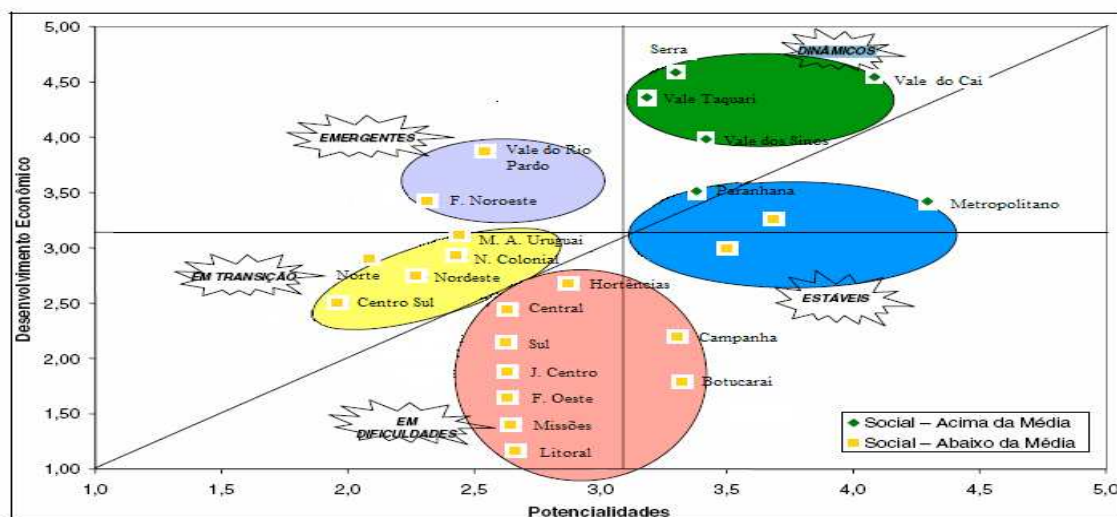 5,00
4,50
4,00
3,50
3,00
2,50
2,00
1,50
1,00
Desenvolvimento Econômico
DINÂMICOS
Serra
Vale do Cai
Vale Taquari
Vale dos Sinos
EMERGENTES
Vale do Rio
Pardo
F. Noroeste
Paranhana
Metropolitano
M. A. Uruguai
N. Colonial
EM TRANSIÇÃO
Norte
Nordeste
Centro Sul
Hortências
ESTÁVEIS
Central
Campanha
Sul
J. Centro
Botucarai
F. Oeste
EM
DIFICULDADES
Missões
Litoral
Social – Acima da Média
Social – Abaixo da Média
1,0
2,0
2,5
3,0
3,5
4,0
5,0
Potencialidades